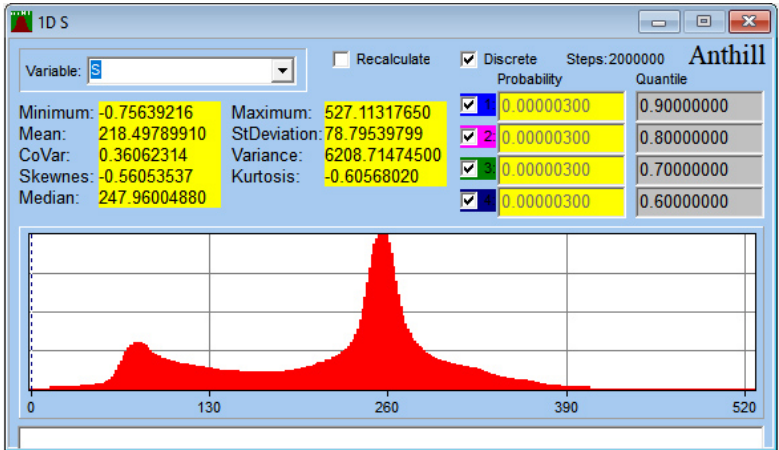 1D S
Variable: S
Recalculate
Discrete Steps:2000000 Anthill
Probability Quantile
Minimum: -0.75639216 Maximum: 527.11317650
Mean: 218.49789910 StDeviation: 78.79539799
CoVar: 0.36062314 Variance: 6208.71474500
Skewnes: -0.56053537 Kurtosis: -0.60568020
Median: 247.96004880
1: 0.00000300 0.90000000
2: 0.00000300 0.80000000
3: 0.00000300 0.70000000
0.00000300 0.60000000
0 130 260 390 520